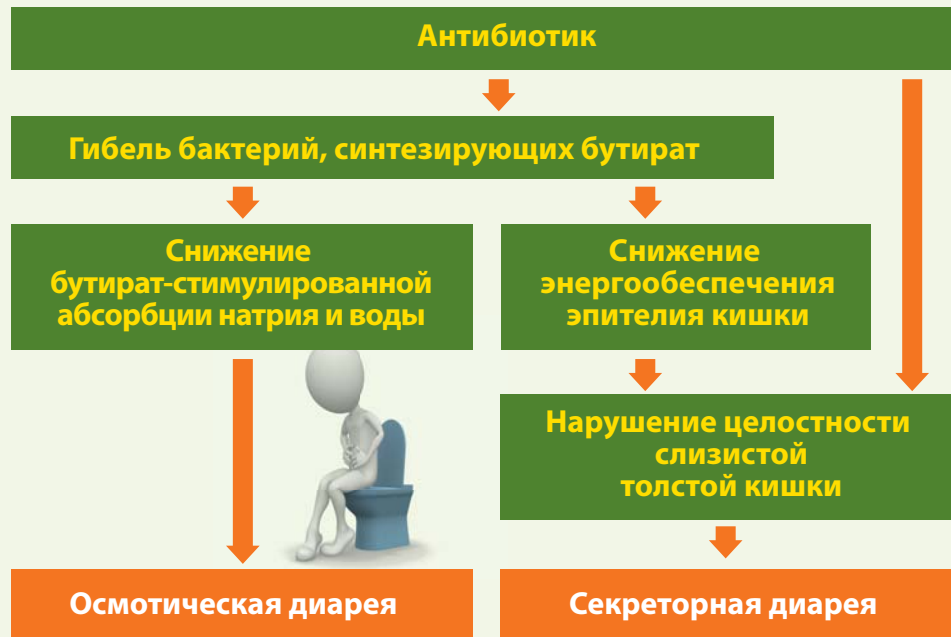 Антибиотик
Гибель бактерий, синтезирующих бутират
Снижение
бутират-стимулированной
абсорбции натрия и воды
Снижение
энергообеспечения
эпителия кишки
Нарушение целостности
слизистой
толстой кишки
Осмотическая диарея
Секреторная диарея